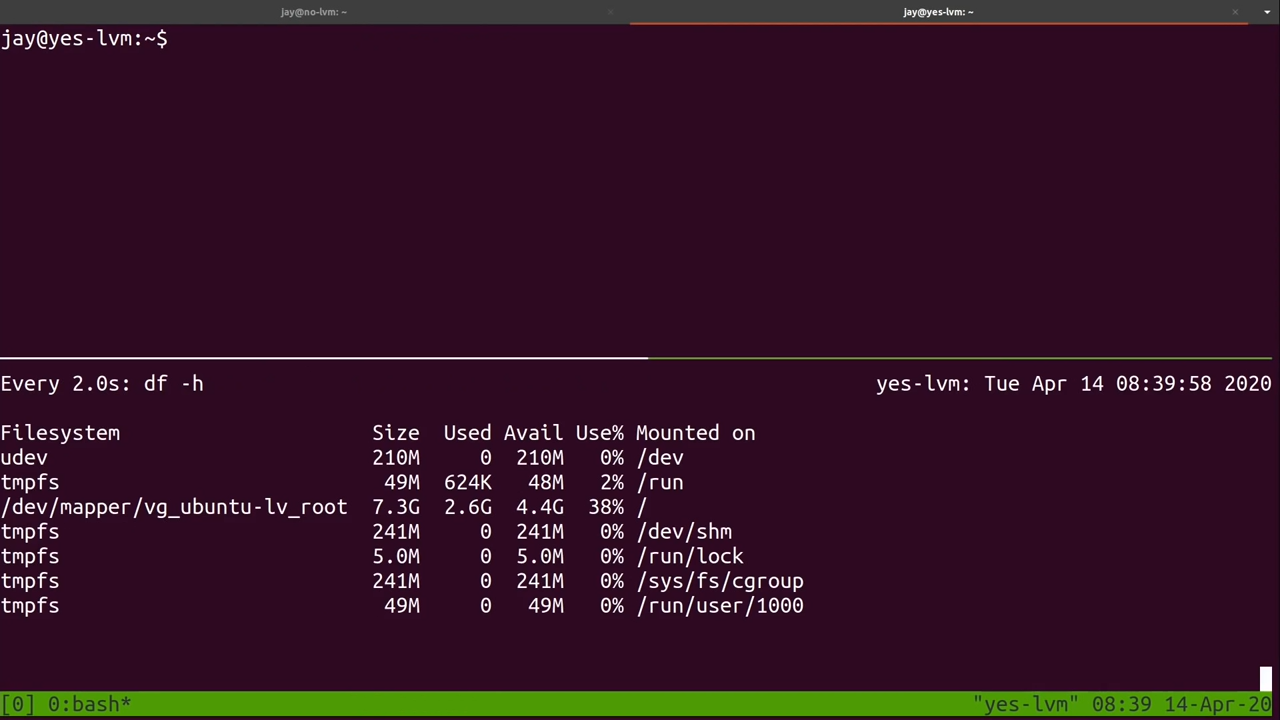 jay@no-lvm: ~ × jay@yes-lvm: ~ ×
jay@yes-lvm:~$
Every 2.0s: df -h yes-lvm: Tue Apr 14 08:39:58 2020
Filesystem Size Used Avail Use% Mounted on
udev 210M 0 210M 0% /dev
tmpfs 49M 624K 48M 2% /run
/dev/mapper/vg_ubuntu-lv_root 7.3G 2.6G 4.4G 38% /
tmpfs 241M 0 241M 0% /dev/shm
tmpfs 5.0M 0 5.0M 0% /run/lock
tmpfs 241M 0 241M 0% /sys/fs/cgroup
tmpfs 49M 0 49M 0% /run/user/1000
[0] 0:bash* "yes-lvm" 08:39 14-Apr-20